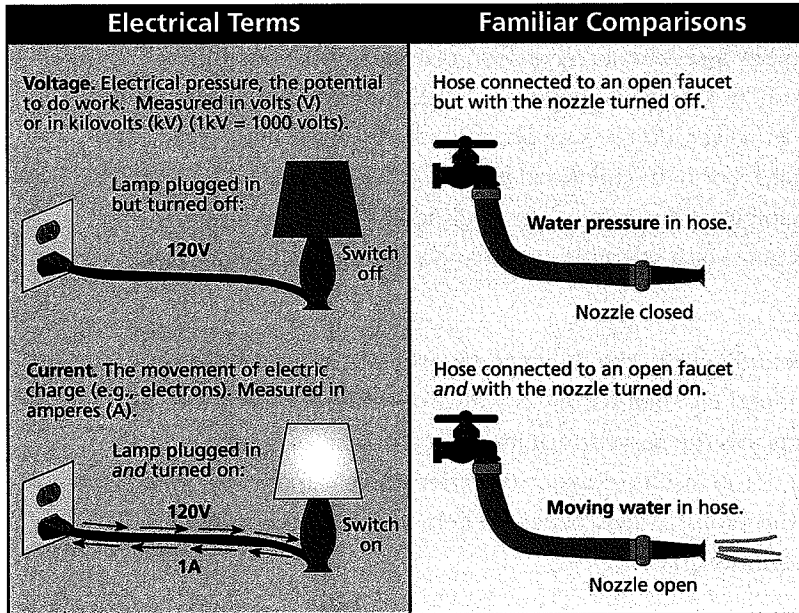 Electrical Terms
Familiar Comparisons
Voltage. Electrical pressure, the potential
to do work. Measured in volts (V)
or in kilovolts (kV) (1kV = 1000 volts).
Lamp plugged in
but turned off:
120V
Switch
off
Hose connected to an open faucet
but with the nozzle turned off.
Water pressure in hose.
Nozzle closed
Current. The movement of electric
charge (e.g., electrons). Measured in
amperes (A).
Lamp plugged in
and turned on:
120V
1A
Switch
on
Hose connected to an open faucet
and with the nozzle turned on.
Moving water in hose.
Nozzle open